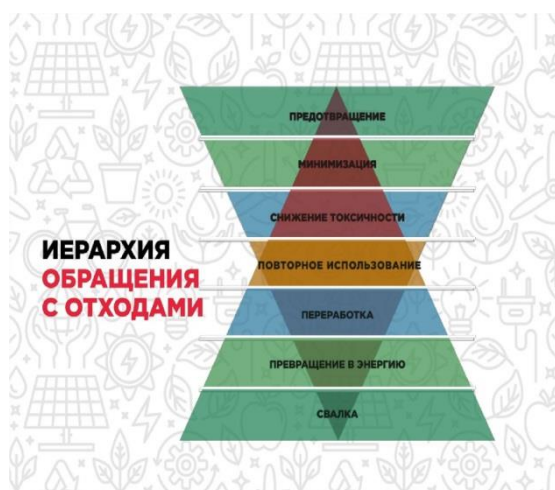 ПРЕДОТВРАЩЕНИЕ
МИНИМИЗАЦИЯ
СНИЖЕНИЕ ТОКСИЧНОСТИ
ИЕРАРХИЯ
ОБРАЩЕНИЯ
С ОТХОДАМИ
ПОВТОРНОЕ ИСПОЛЬЗОВАНИЕ
ПЕРЕРАБОТКА
ПРЕВРАЩЕНИЕ В ЭНЕРГИЮ
СВАЛКА